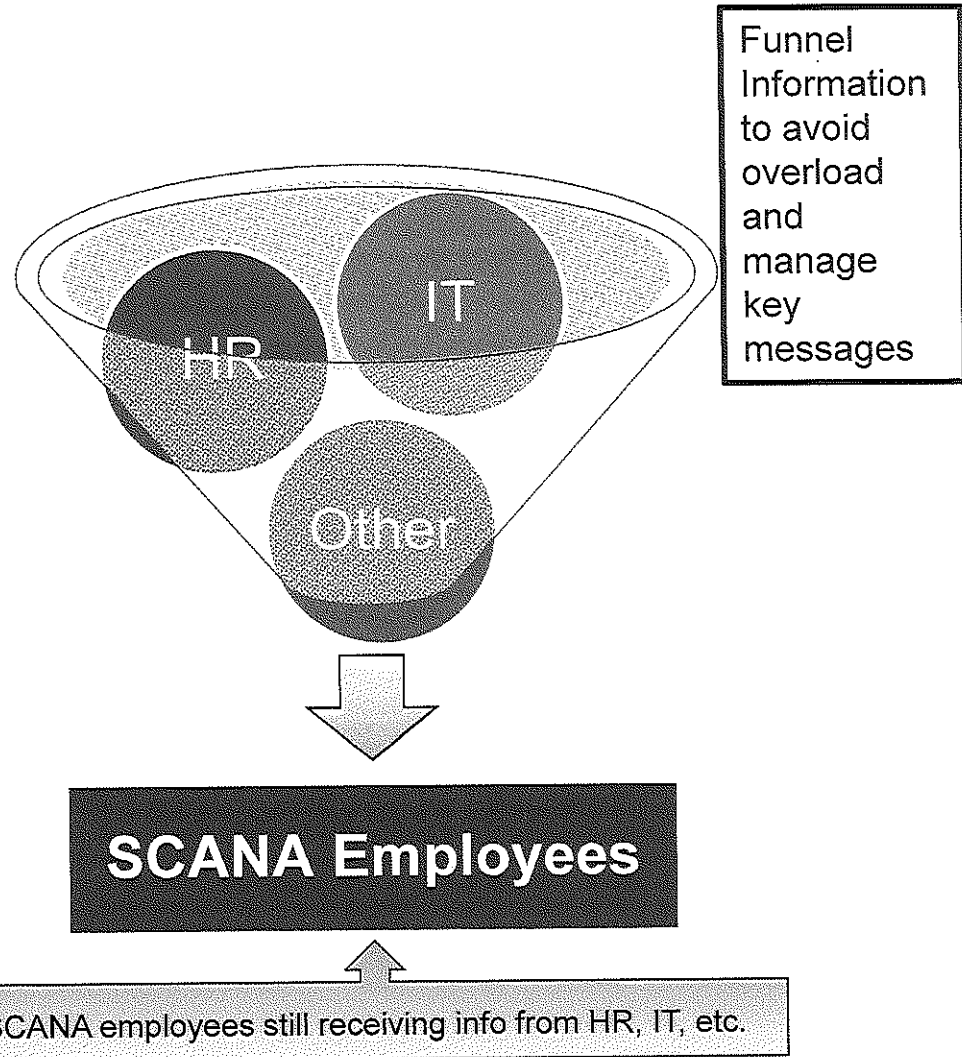 Funnel
Information
to avoid
overload
and
manage
key
messages
IT
HR
Other
SCANA Employees
SCANA employees still receiving info from HR, IT, etc.